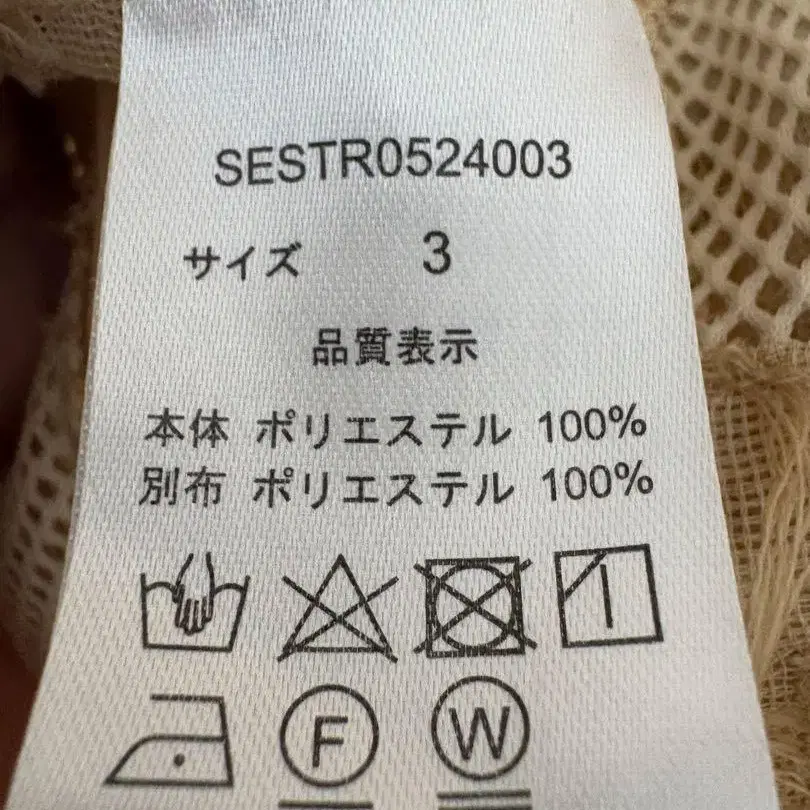 SESTR0524003
サイズ 3
品質表示
本体 ポリエステル 100%
別布 ポリエステル 100%
F W